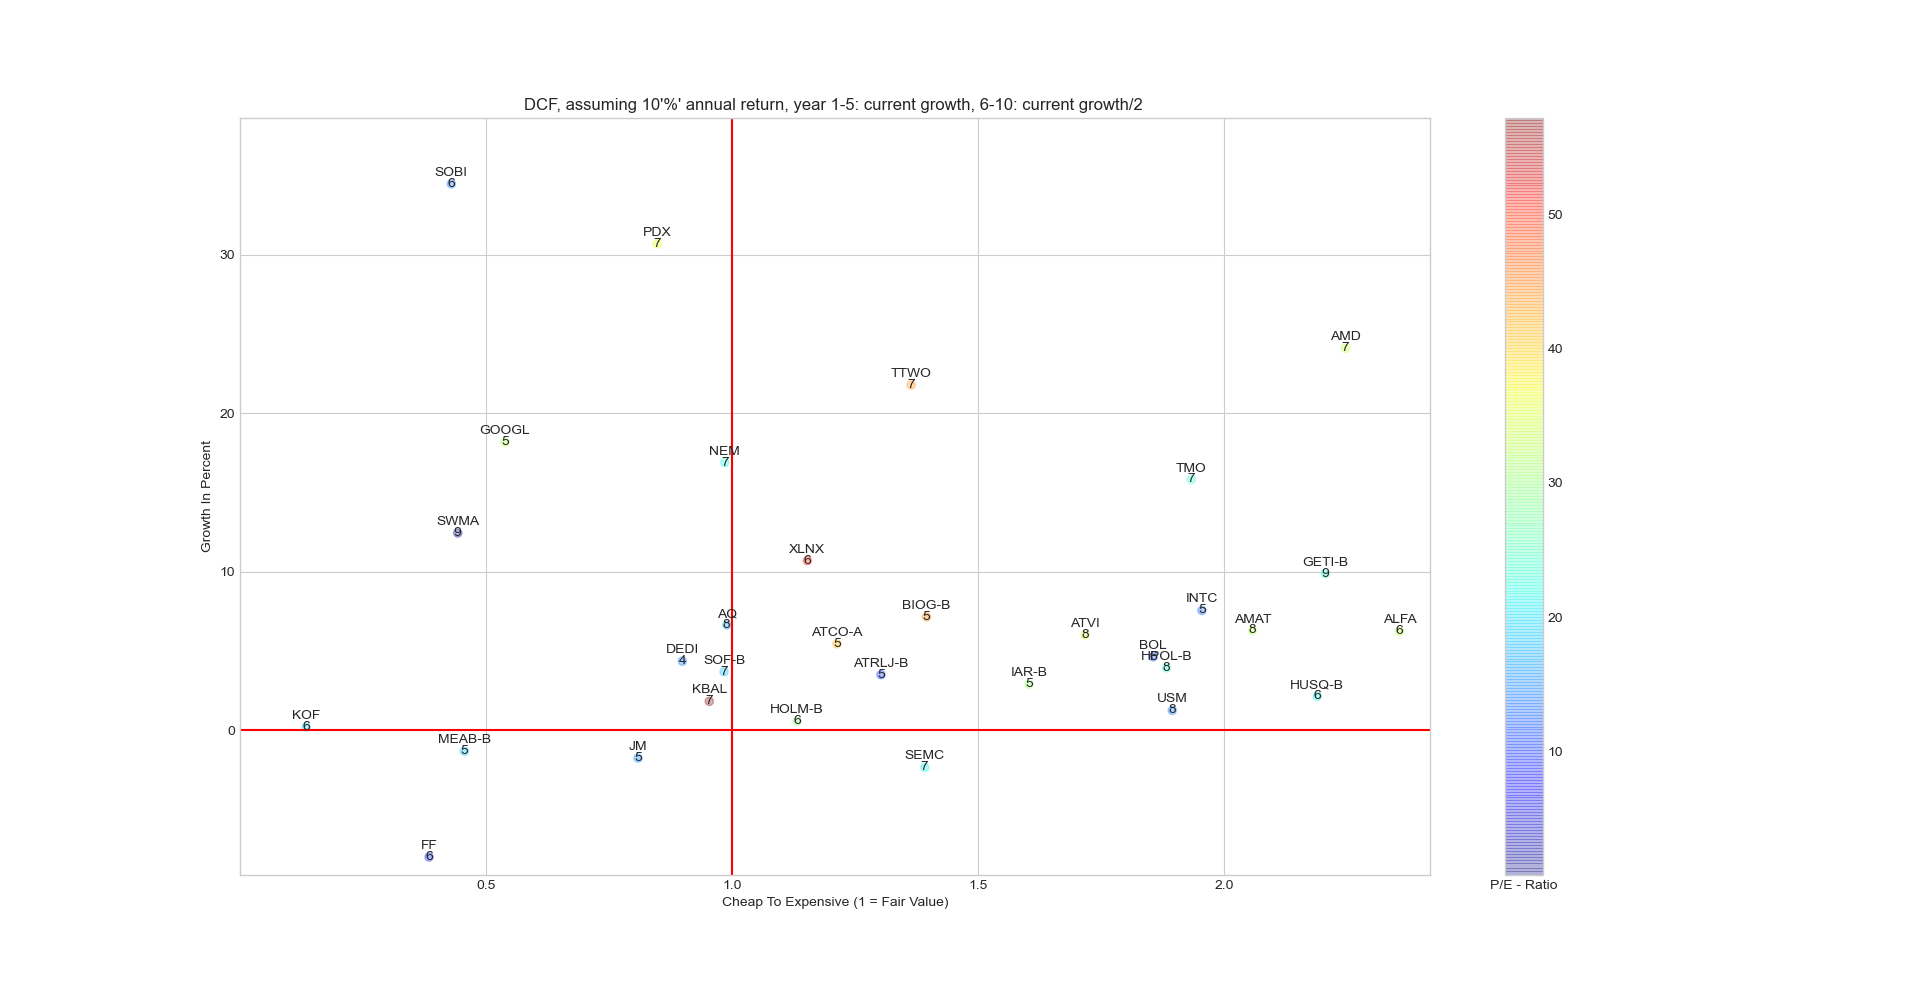 DCF, assuming 10'%' annual return, year 1-5: current growth, 6-10: current growth/2
SOBI
6
PDX
7
50
30
AMD
7
40
TTWO
7
20
GOOGL
5
NEM
7
TMO
7
30
Growth In Percent
SWMA
9
XLNX
6
GETI-B
9
10
INTC
5
BIOG-B
5
AQ
8
ATVI
8
AMAT
8
ALFA
6
20
ATCO-A
5
BOL
DEDI
4
SOF-B
7
ATRLJ-B
5
HPOL-B
8
IAR-B
5
KBAL
7
HUSQ-B
6
USM
8
HOLM-B
6
KOF
6
0
MEAB-B
5
JM
5
SEMC
7
10
FF
6
0.5
1.0
1.5
2.0
P/E - Ratio
Cheap To Expensive (1 = Fair Value)